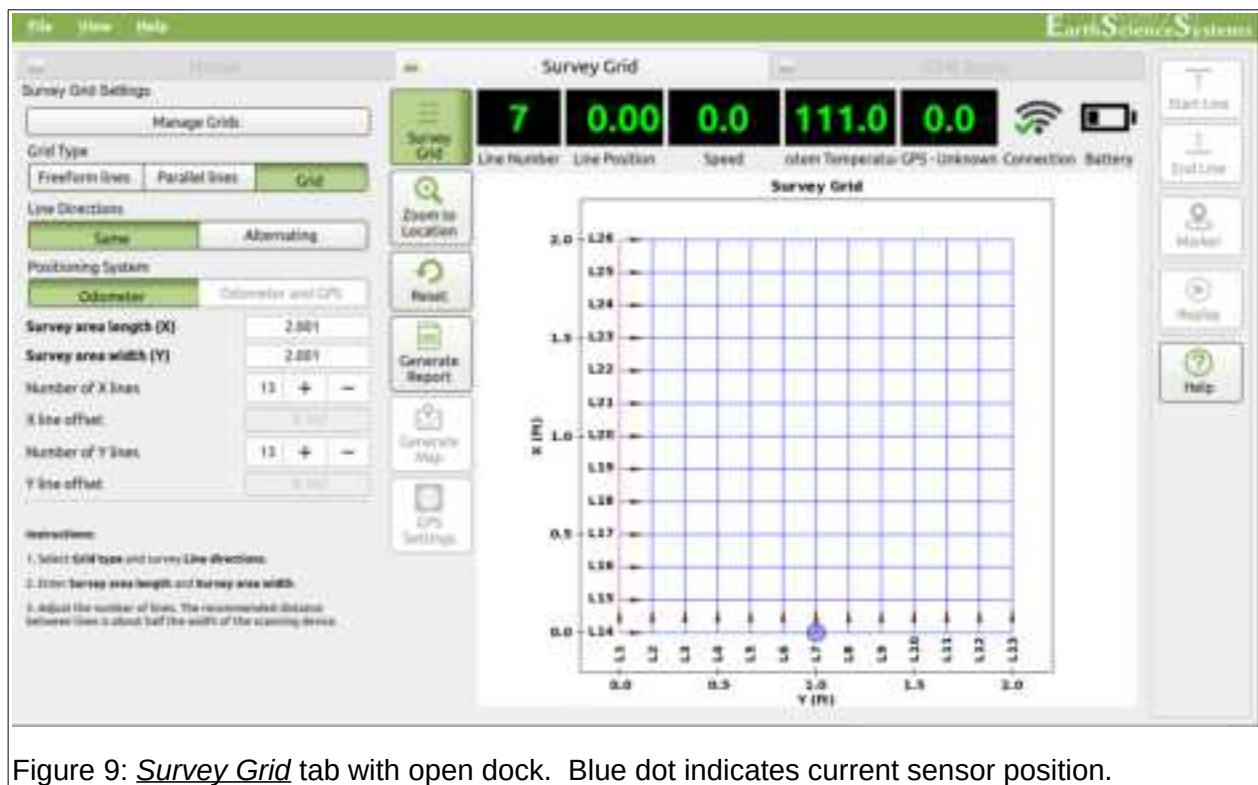 File View Help
EarthScienceSystems
Survey Grid
Survey Grid Settings
Manage Grids
Grid Type
Freeform lines Parallel lines Grid
Line Directions
Same Alternating
Positioning System
Odometer Odometer and GPS
Survey area length (X) 2.001
Survey area width (Y) 2.001
Number of X lines 13 + −
X line offset
Number of Y lines 13 + −
Y line offset
Instructions:
1. Select Grid type and survey Line directions.
2. Enter Survey area length and Survey area width.
3. Adjust the number of lines. The recommended distance
between lines is about half the width of the scanning device.
Survey
Grid
Zoom to
Location
Reset
Generate
Report
Generate
Map
GPS
Settings
7 0.00 0.0 111.0 0.0
Line Number Line Position Speed otem Temperatu GPS - Unknown Connection Battery
Survey Grid
2.0 L26
L25
L24
1.5 L23
L22
L21
X (ft) 1.0 L20
L19
L18
0.5 L17
L16
L15
0.0 L14
L1 L2 L3 L4 L5 L6 L7 L8 L9 L10 L11 L12 L13
0.0 0.5 1.0 1.5 2.0
Y (ft)
Start Line
End Line
Marker
Replay
Help
Figure 9: Survey Grid tab with open dock. Blue dot indicates current sensor position.